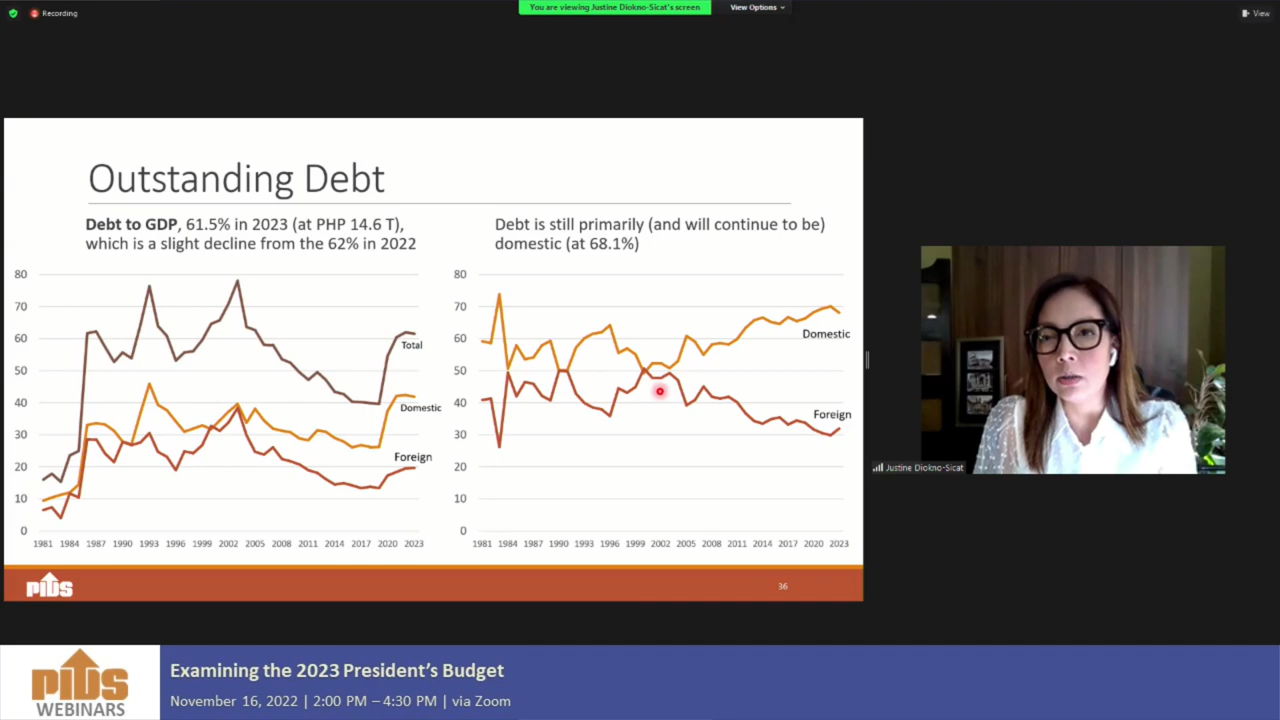 Recording
You are viewing Justine Diokno-Sicat's screen
View Options
View
Outstanding Debt
Debt to GDP, 61.5% in 2023 (at PHP 14.6 T),
which is a slight decline from the 62% in 2022
80
70
60
50
40
30
20
10
0
Total
Domestic
Foreign
1981 1984 1987 1990 1993 1996 1999 2002 2005 2008 2011 2014 2017 2020 2023
Debt is still primarily (and will continue to be)
domestic (at 68.1%)
80
70
60
50
40
30
20
10
0
Domestic
Foreign
1981 1984 1987 1990 1993 1996 1999 2002 2005 2008 2011 2014 2017 2020 2023
PIDS
36
Justine Diokno-Sicat
PIDS
WEBINARS
Examining the 2023 President's Budget
November 16, 2022 | 2:00 PM – 4:30 PM | via Zoom